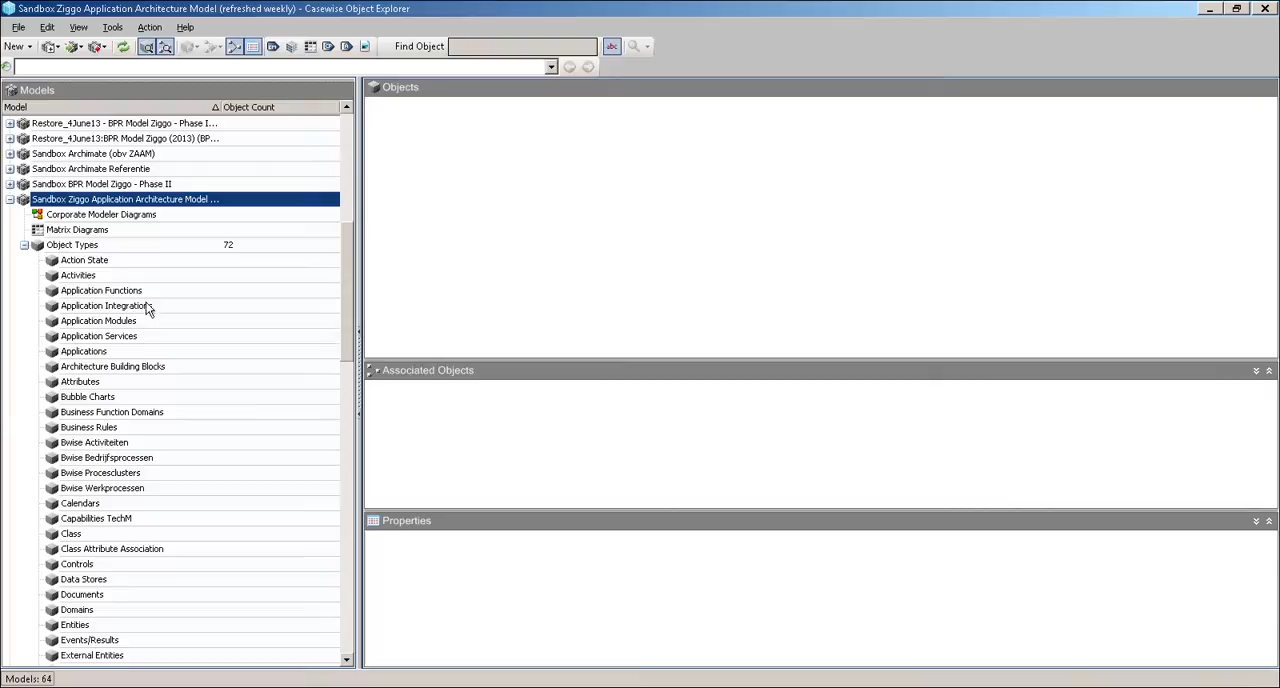 Sandbox Ziggo Application Architecture Model (refreshed weekly) - Casewise Object Explorer
File Edit View Tools Action Help
New Find Object abc
Models
Objects
Model Object Count
Restore_4June13 - BPR Model Ziggo - Phase I...
Restore_4June13:BPR Model Ziggo (2013) (BP...
Sandbox Archimate (obv ZAAM)
Sandbox Archimate Referentie
Sandbox BPR Model Ziggo - Phase II
Sandbox Ziggo Application Architecture Model ...
Corporate Modeler Diagrams
Matrix Diagrams
Object Types 72
Action State
Activities
Application Functions
Application Integrations
Application Modules
Application Services
Applications
Architecture Building Blocks
Attributes
Bubble Charts
Business Function Domains
Business Rules
Bwise Activiteiten
Bwise Bedrijfsprocessen
Bwise Procesclusters
Bwise Werkprocessen
Calendars
Capabilities TechM
Class
Class Attribute Association
Controls
Data Stores
Documents
Domains
Entities
Events/Results
External Entities
Associated Objects
Properties
Models: 64